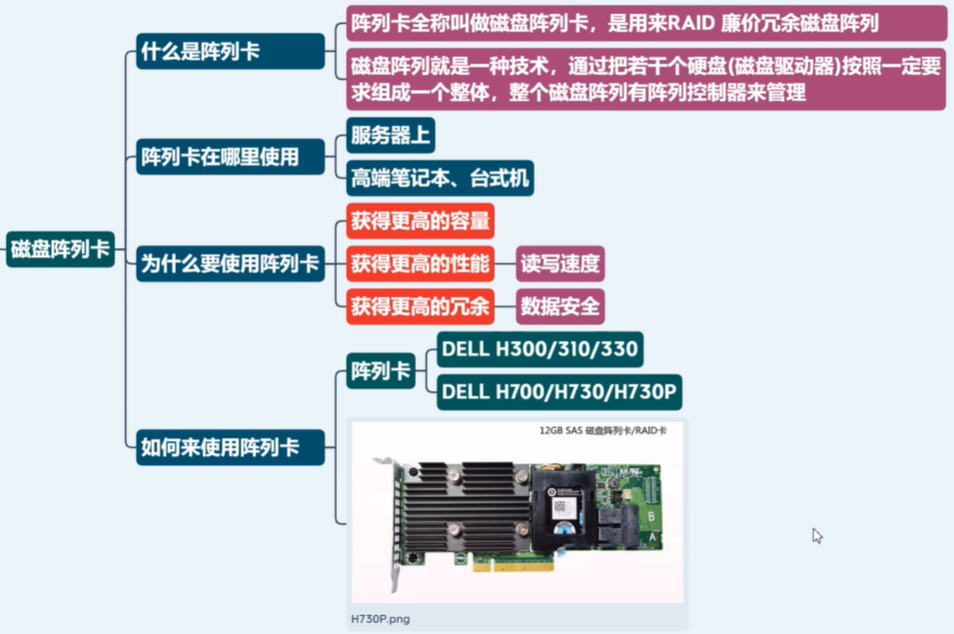 磁盘阵列卡
什么是阵列卡
阵列卡全称叫做磁盘阵列卡，是用来RAID 廉价冗余磁盘阵列
磁盘阵列就是一种技术，通过把若干个硬盘(磁盘驱动器)按照一定要
求组成一个整体，整个磁盘阵列有阵列控制器来管理
阵列卡在哪里使用
服务器上
高端笔记本、台式机
为什么要使用阵列卡
获得更高的容量
获得更高的性能
读写速度
获得更高的冗余
数据安全
如何来使用阵列卡
阵列卡
DELL H300/310/330
DELL H700/H730/H730P
12GB SAS 磁盘阵列卡/RAID卡
B
A
H730P.png